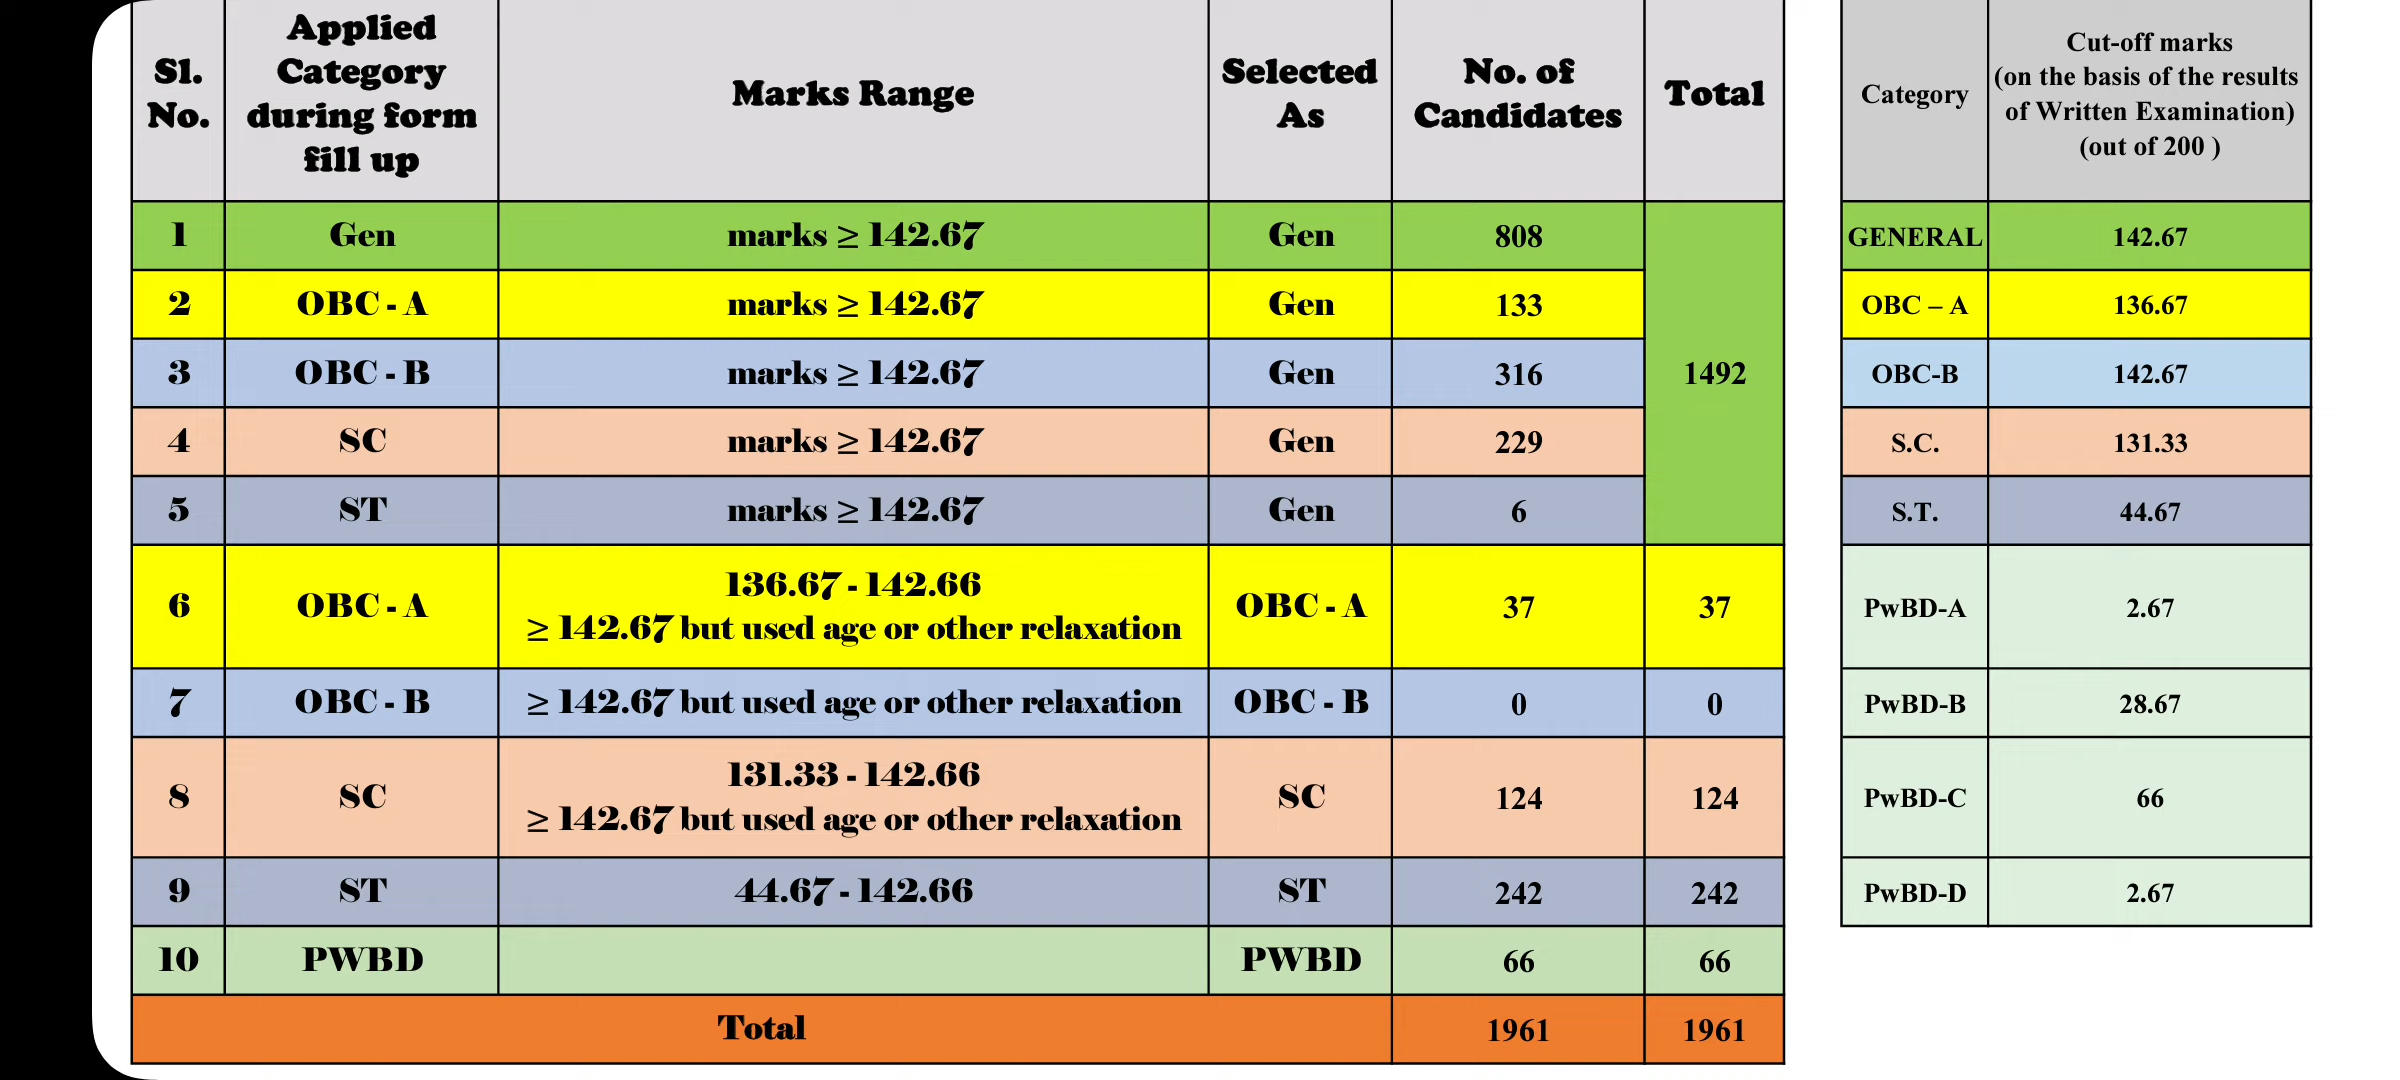 Sl. No. | Applied Category during form fill up | Marks Range | Selected As | No. of Candidates | Total
1 | Gen | marks ≥ 142.67 | Gen | 808 | 1492
2 | OBC - A | marks ≥ 142.67 | Gen | 133
3 | OBC - B | marks ≥ 142.67 | Gen | 316
4 | SC | marks ≥ 142.67 | Gen | 229
5 | ST | marks ≥ 142.67 | Gen | 6
6 | OBC - A | 136.67 - 142.66 ≥ 142.67 but used age or other relaxation | OBC - A | 37 | 37
7 | OBC - B | ≥ 142.67 but used age or other relaxation | OBC - B | 0 | 0
8 | SC | 131.33 - 142.66 ≥ 142.67 but used age or other relaxation | SC | 124 | 124
9 | ST | 44.67 - 142.66 | ST | 242 | 242
10 | PWBD | | PWBD | 66 | 66
Total | 1961 | 1961
Category | Cut-off marks (on the basis of the results of Written Examination) (out of 200 )
GENERAL | 142.67
OBC – A | 136.67
OBC-B | 142.67
S.C. | 131.33
S.T. | 44.67
PwBD-A | 2.67
PwBD-B | 28.67
PwBD-C | 66
PwBD-D | 2.67